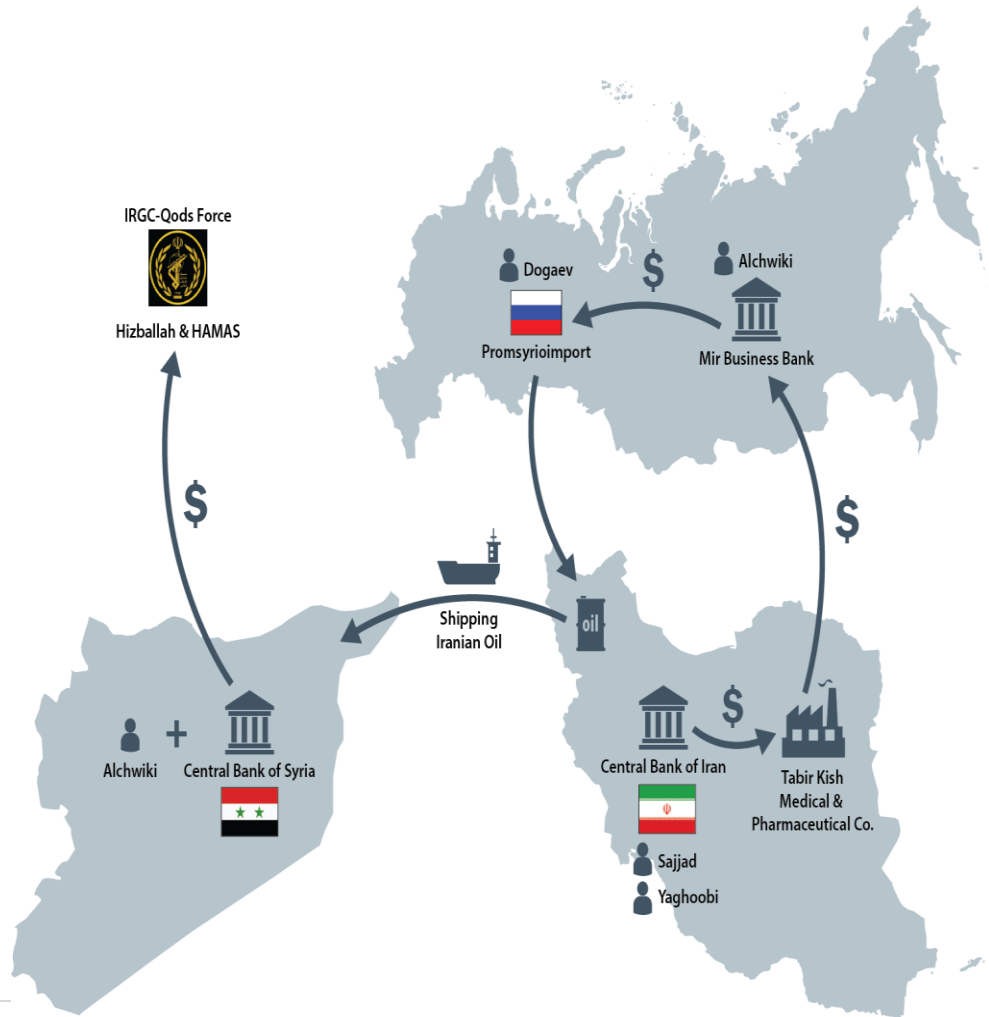 IRGC-Qods Force
Hizballah & HAMAS
$
Dogaev
Promsyrioimport
$
Alchwiki
Mir Business Bank
$
Shipping
Iranian Oil
oil
Alchwiki
+
Central Bank of Syria
Central Bank of Iran
$
Tabir Kish
Medical &
Pharmaceutical Co.
Sajjad
Yaghoobi